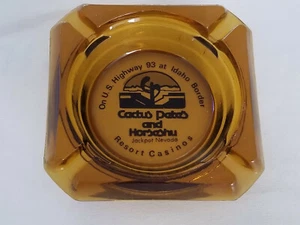 On U.S. Highway 93 at Idaho Border
Cactus Petes
and
Horseshu
Jackpot Nevada
Resort Casinos